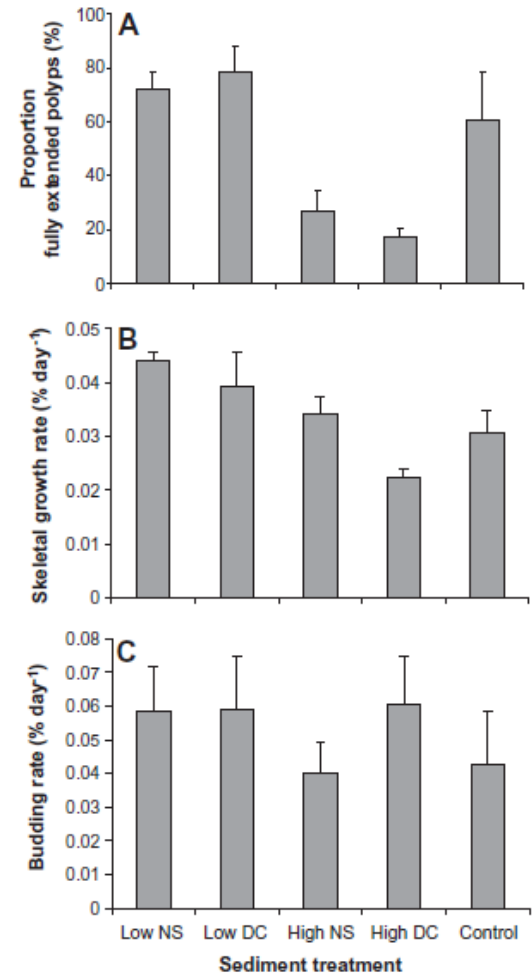 A
Proportion
fully extended polyps (%)
100
80
60
40
20
0
B
Skeletal growth rate (% day-1)
0.05
0.04
0.03
0.02
0.01
0
C
Budding rate (% day-1)
0.08
0.07
0.06
0.05
0.04
0.03
0.02
0.01
0
Low NS Low DC High NS High DC Control
Sediment treatment